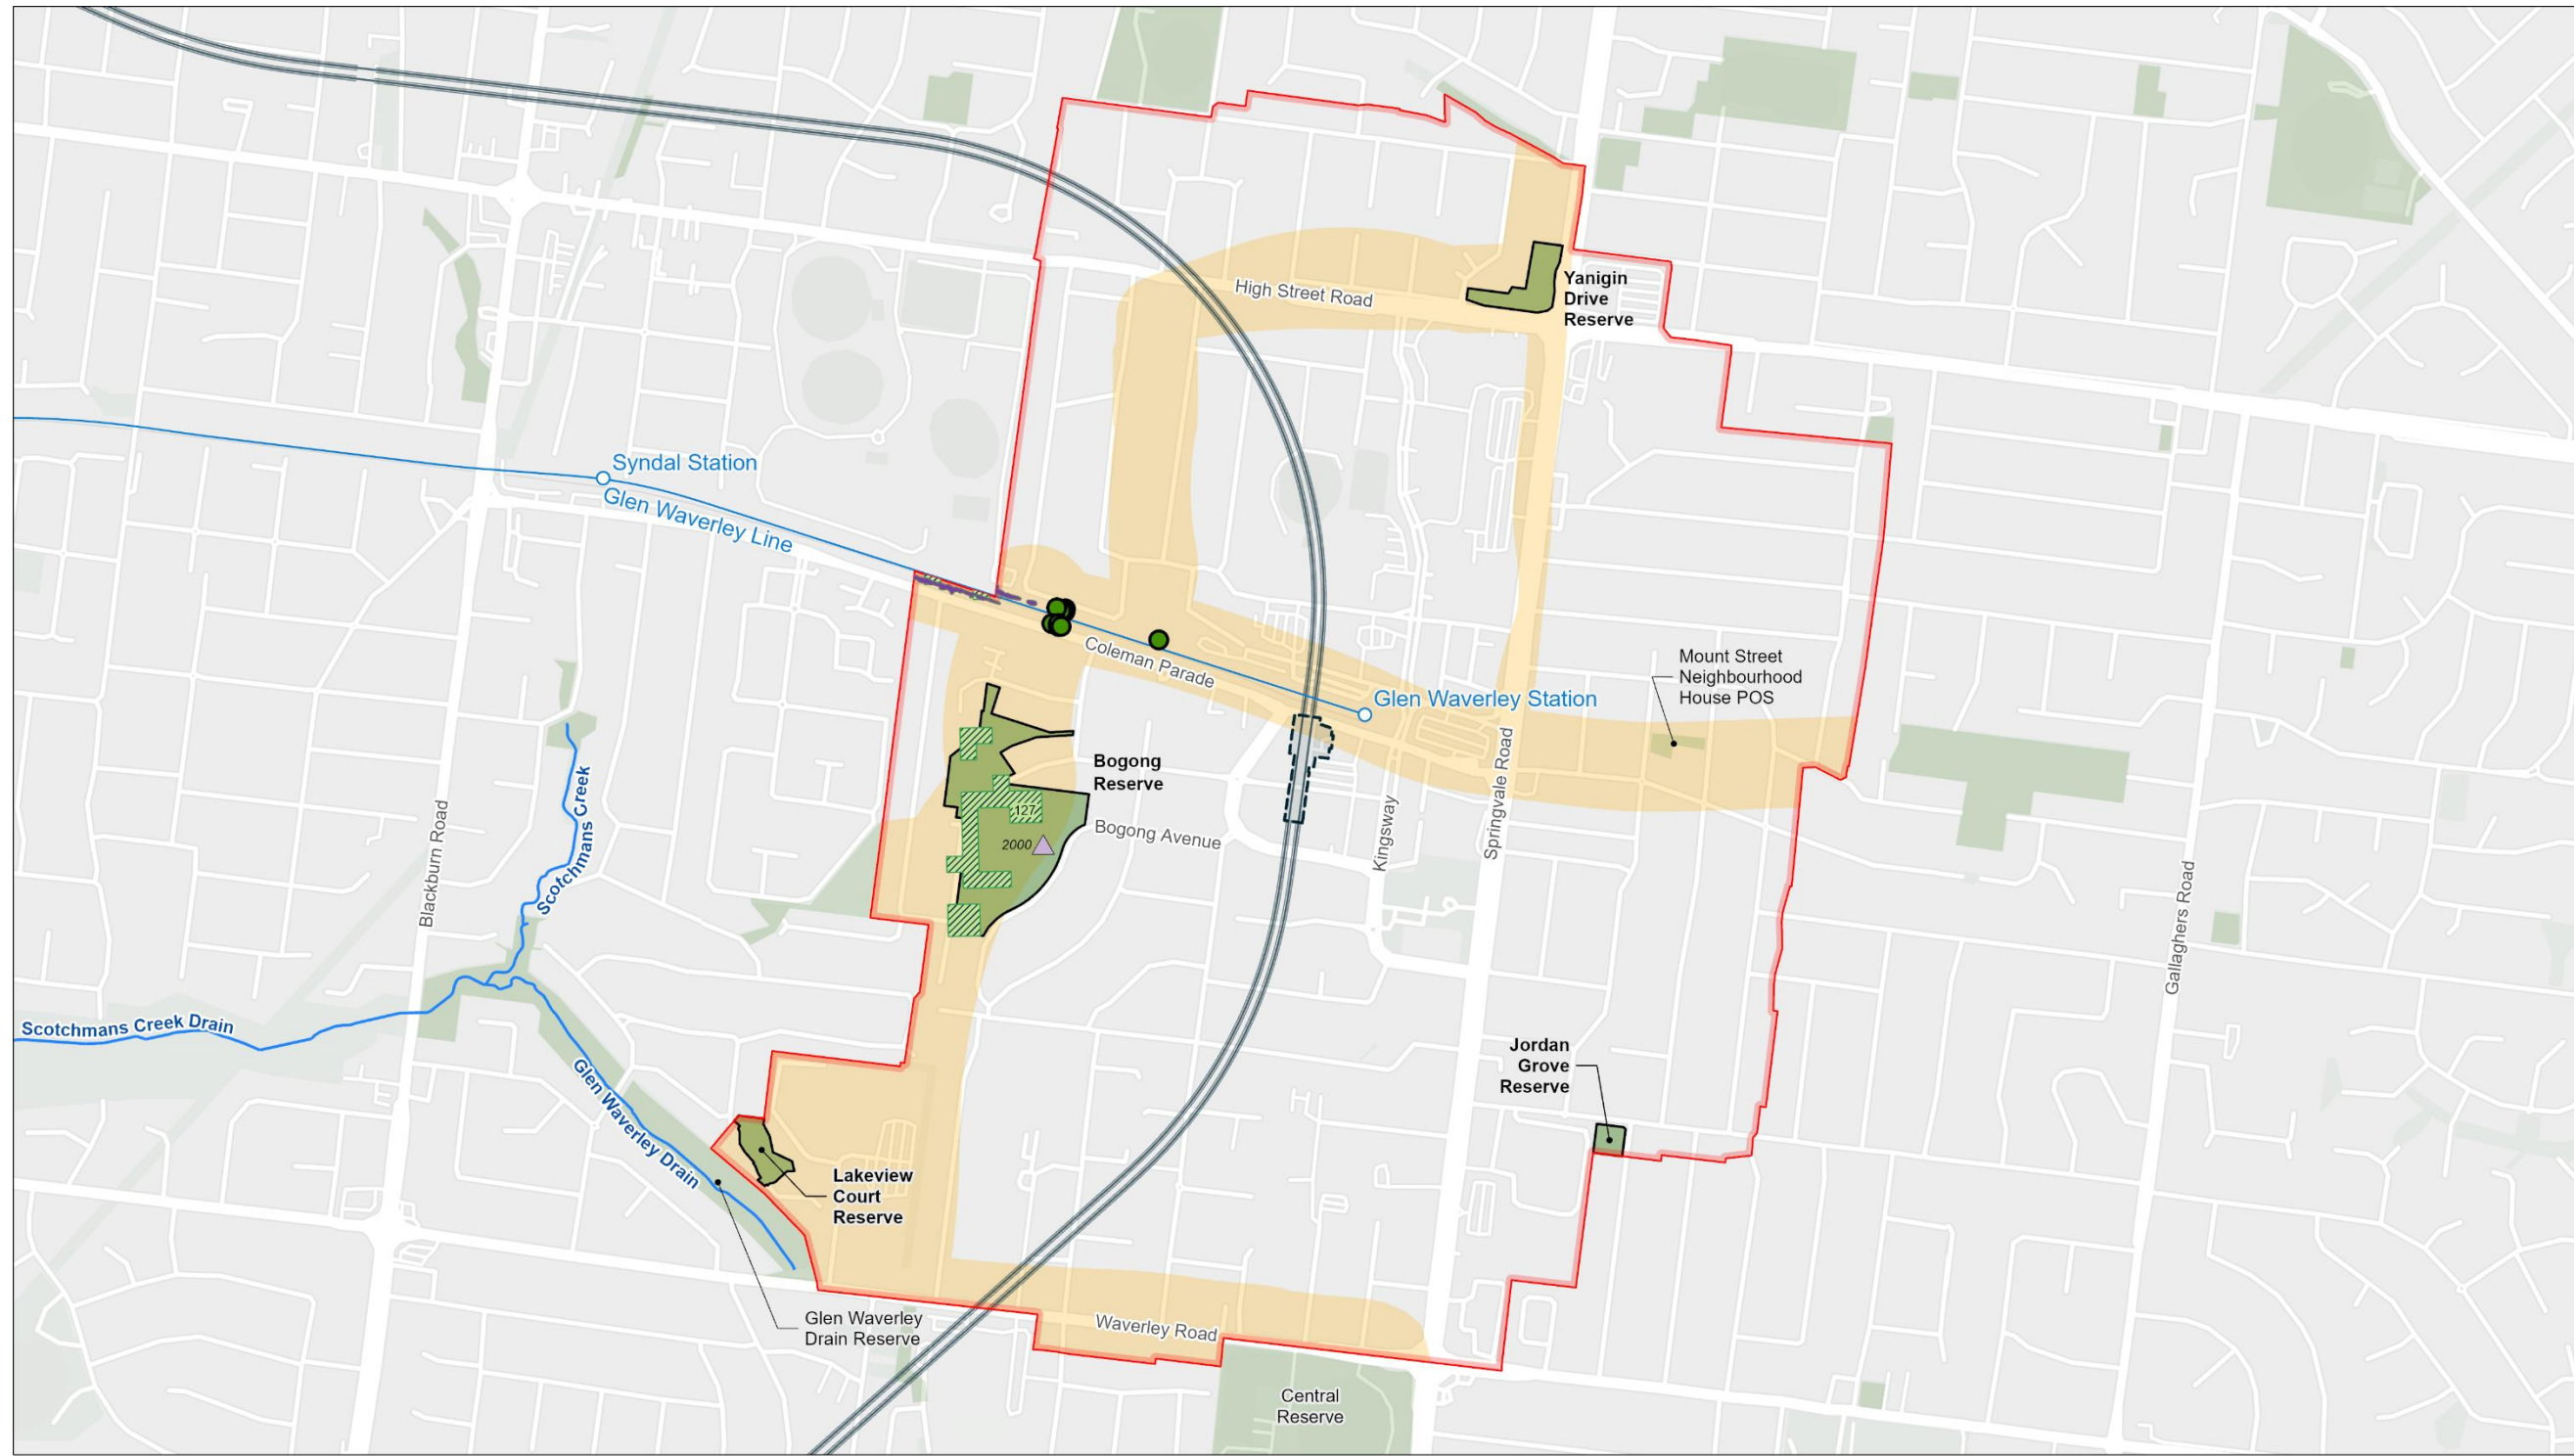 High Street Road
Yanigin
Drive
Reserve
Syndal Station
Glen Waverley Line
Coleman Parade
Glen Waverley Station
Mount Street
Neighbourhood
House POS
Bogong
Reserve
127
2000
Bogong Avenue
Kingsway
Springvale Road
Blackburn Road
Scotchmans Creek
Gallaghers Road
Scotchmans Creek Drain
Glen Waverley Drain
Jordan
Grove
Reserve
Lakeview
Court
Reserve
Glen Waverley
Drain Reserve
Waverley Road
Central
Reserve